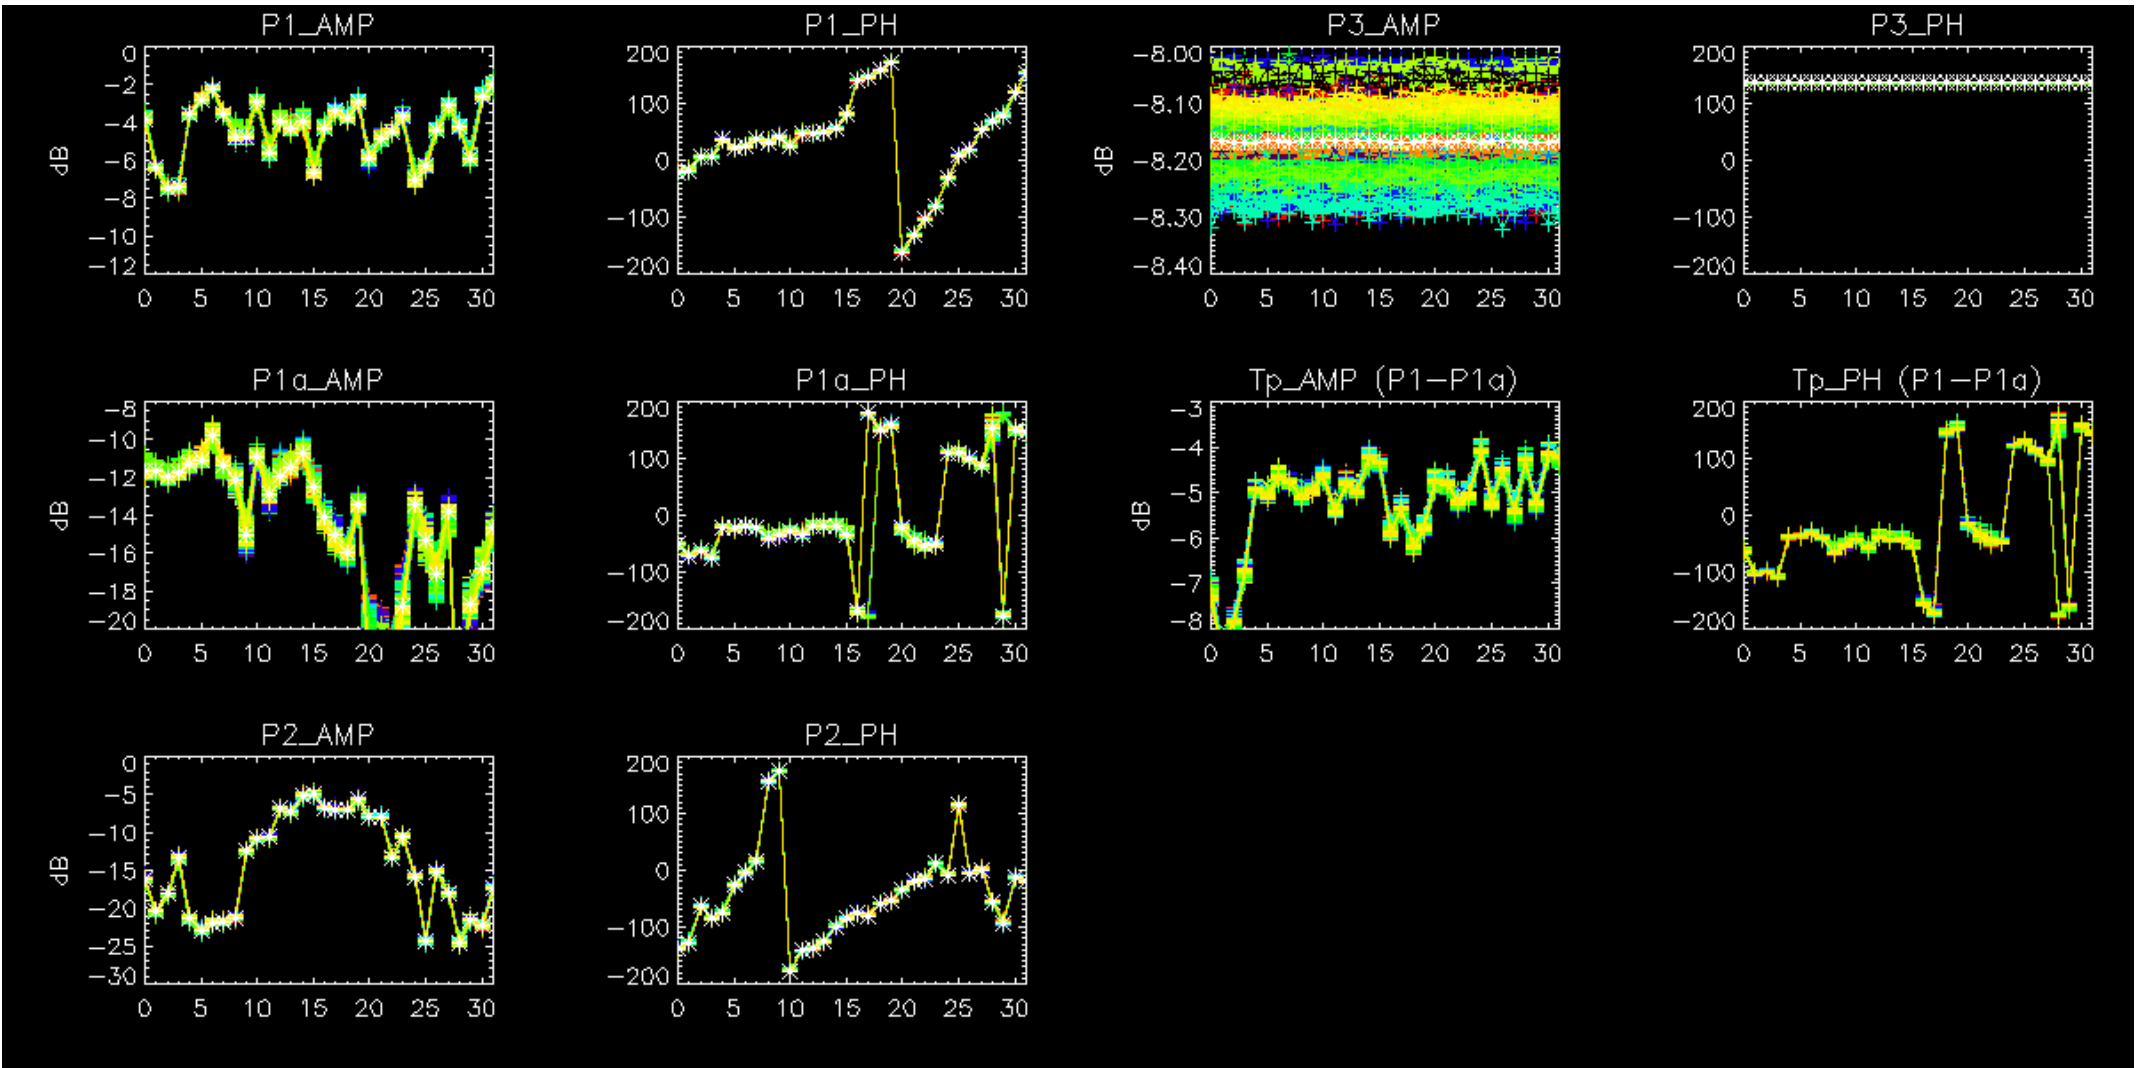 P1_AMP
P1_PH
P3_AMP
P3_PH
0
−2
−4
−6
−8
−10
−12
dB
0 5 10 15 20 25 30
200
100
0
−100
−200
0 5 10 15 20 25 30
−8.00
−8.10
−8.20
−8.30
−8.40
dB
0 5 10 15 20 25 30
200
100
0
−100
−200
0 5 10 15 20 25 30
P1a_AMP
P1a_PH
Tp_AMP (P1−P1a)
Tp_PH (P1−P1a)
−8
−10
−12
−14
−16
−18
−20
dB
0 5 10 15 20 25 30
200
100
0
−100
−200
0 5 10 15 20 25 30
−3
−4
−5
−6
−7
−8
dB
0 5 10 15 20 25 30
200
100
0
−100
−200
0 5 10 15 20 25 30
P2_AMP
P2_PH
0
−5
−10
−15
−20
−25
−30
dB
0 5 10 15 20 25 30
200
100
0
−100
−200
0 5 10 15 20 25 30